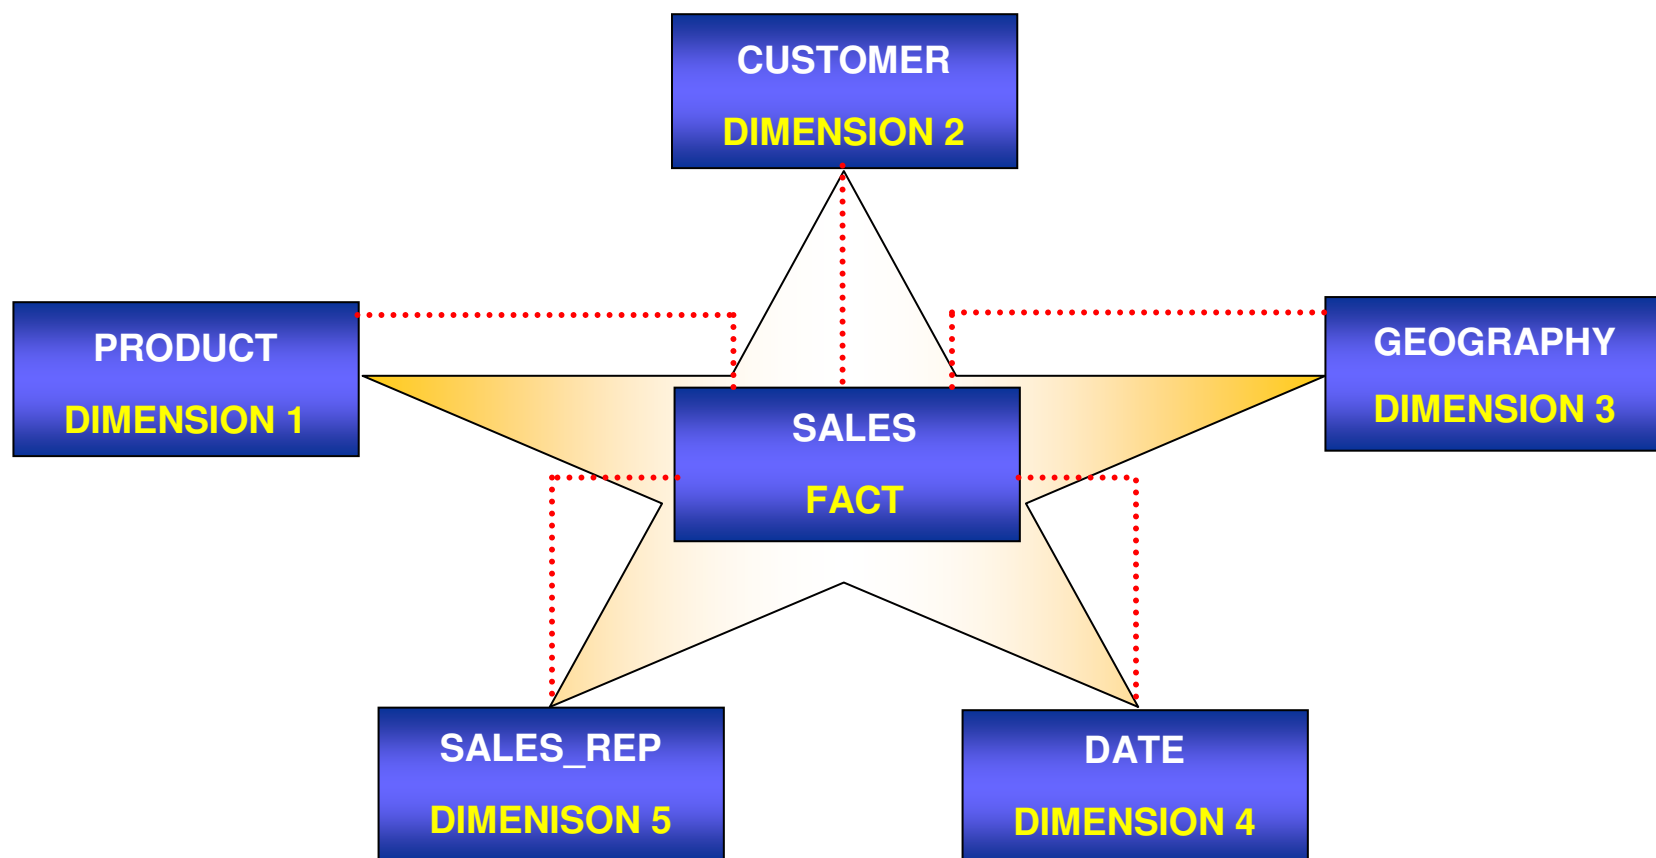 CUSTOMER
DIMENSION 2
PRODUCT
DIMENSION 1
GEOGRAPHY
DIMENSION 3
SALES
FACT
SALES_REP
DIMENISON 5
DATE
DIMENSION 4